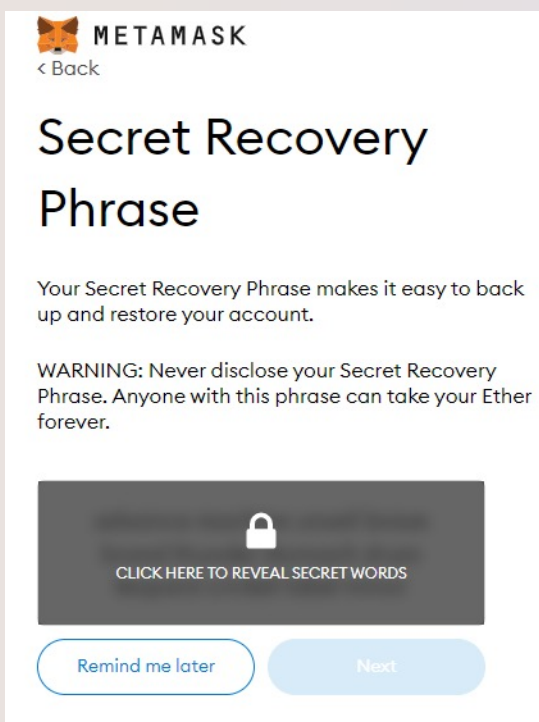 METAMASK
< Back
Secret Recovery
Phrase
Your Secret Recovery Phrase makes it easy to back
up and restore your account.
WARNING: Never disclose your Secret Recovery
Phrase. Anyone with this phrase can take your Ether
forever.
CLICK HERE TO REVEAL SECRET WORDS
Remind me later
Next